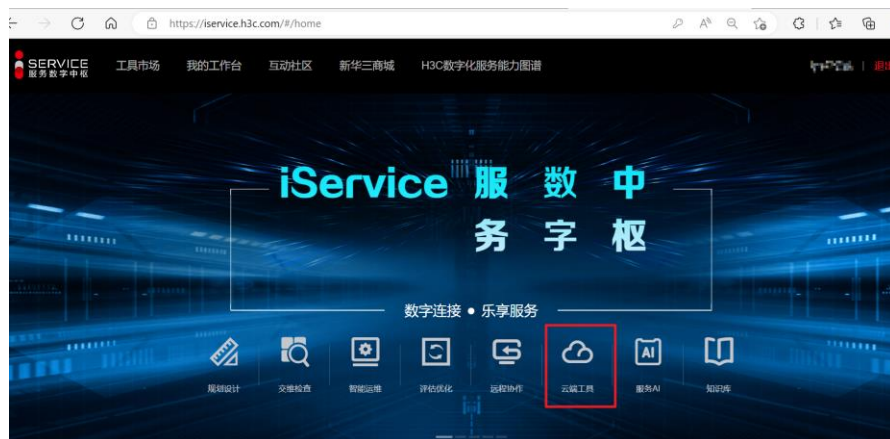 https://iservice.h3c.com/#/home
SERVICE
服务数字中枢
工具市场 我的工作台 互动社区 新华三商城 H3C数字化服务能力图谱
iService 服 数 中
务 字 枢
数字连接 • 乐享服务
规划设计 交维检查 智能运维 评估优化 远程协作 云端工具 服务AI 知识库